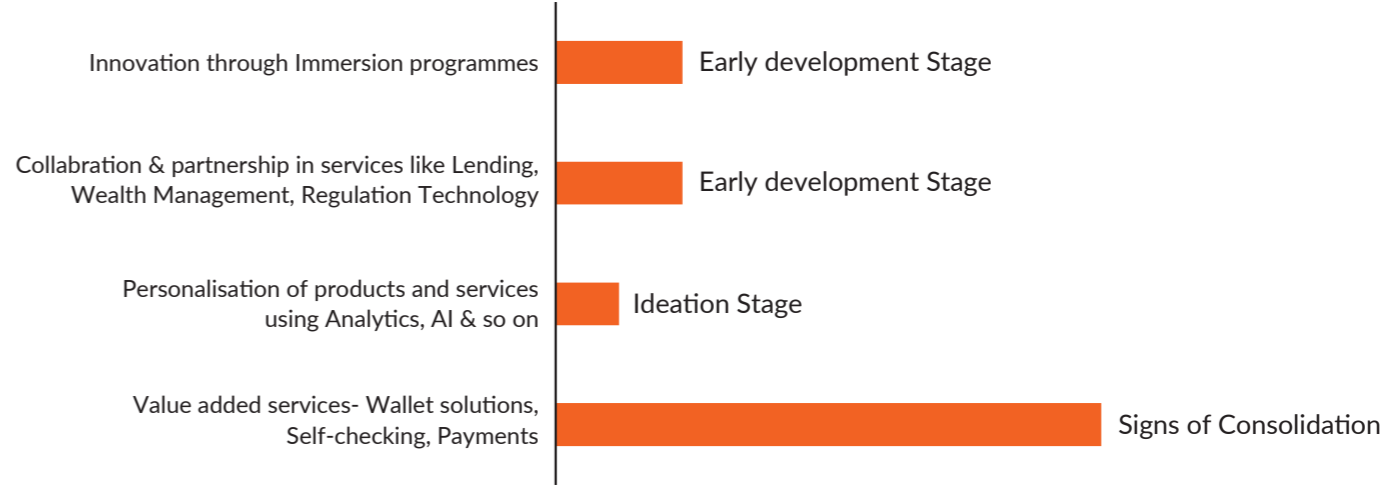 Innovation through Immersion programmes
Early development Stage
Collabration & partnership in services like Lending,
Wealth Management, Regulation Technology
Early development Stage
Personalisation of products and services
using Analytics, AI & so on
Ideation Stage
Value added services- Wallet solutions,
Self-checking, Payments
Signs of Consolidation